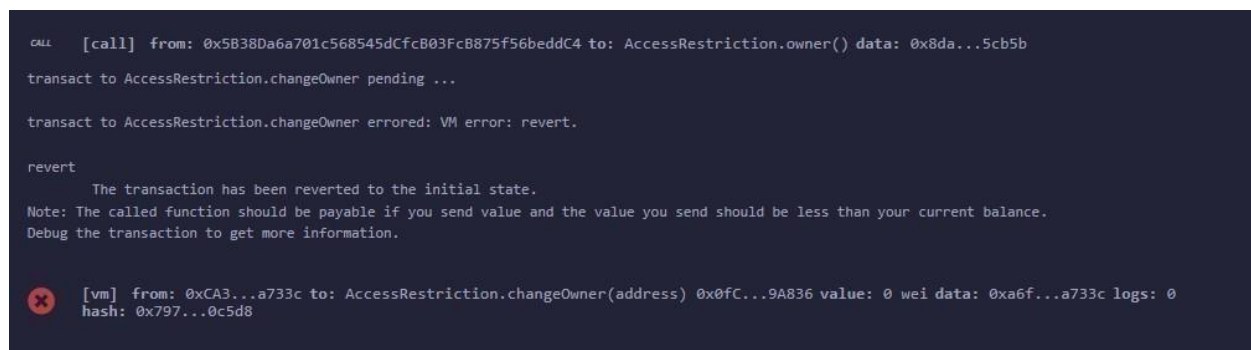 CALL [call] from: 0x5B38Da6a701c568545dCfcB03FcB875f56beddC4 to: AccessRestriction.owner() data: 0x8da...5cb5b
transact to AccessRestriction.changeOwner pending ...
transact to AccessRestriction.changeOwner errored: VM error: revert.
revert
The transaction has been reverted to the initial state.
Note: The called function should be payable if you send value and the value you send should be less than your current balance.
Debug the transaction to get more information.
[vm] from: 0xCA3...a733c to: AccessRestriction.changeOwner(address) 0x0fC...9A836 value: 0 wei data: 0xa6f...a733c logs: 0
hash: 0x797...0c5d8